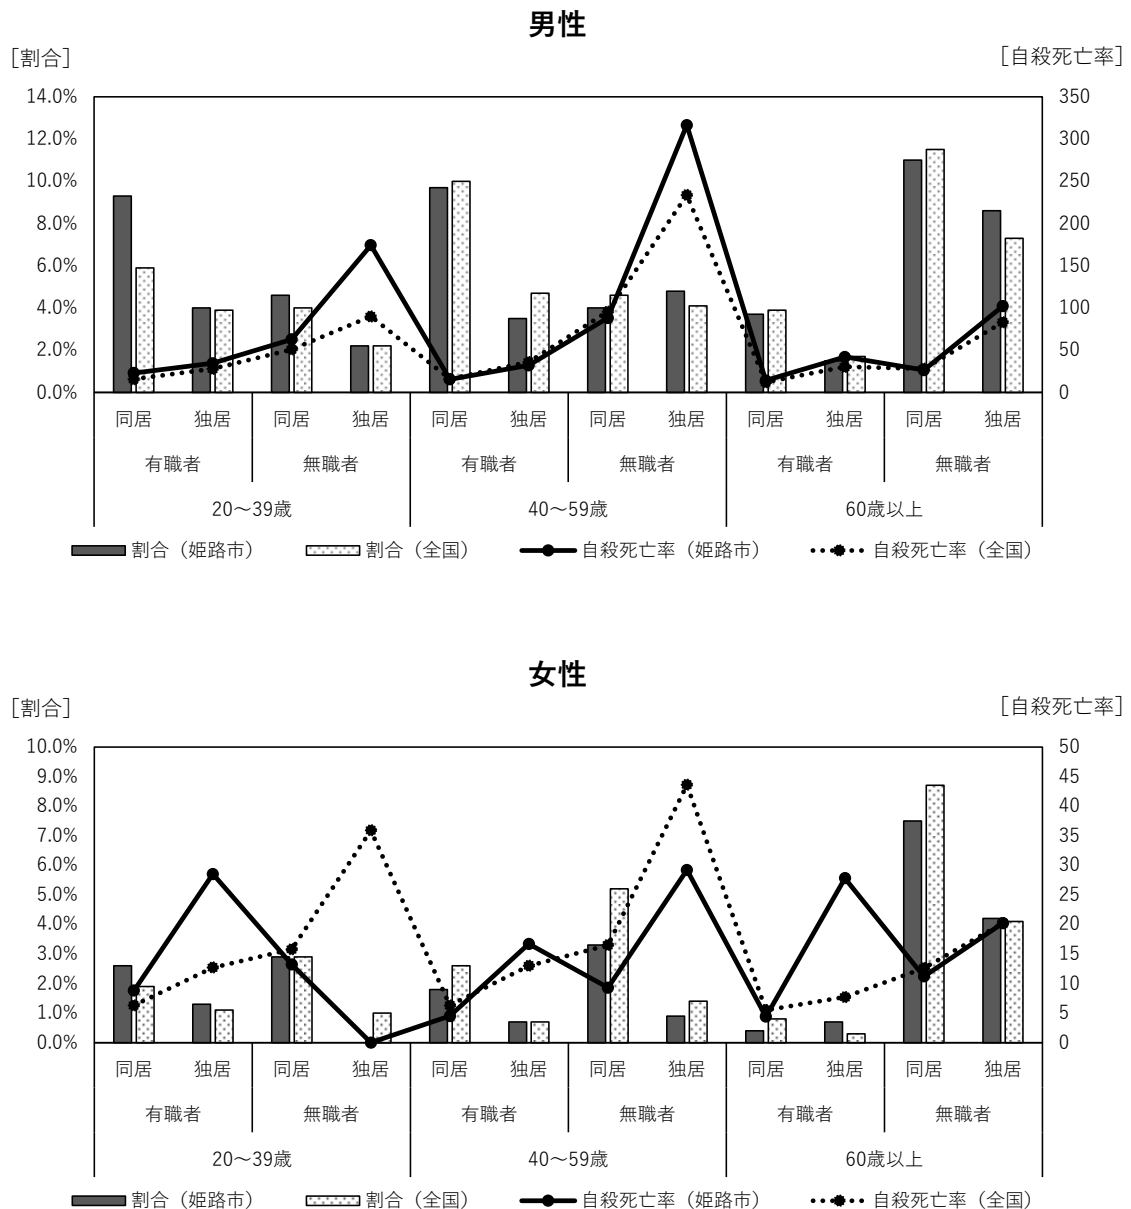 男性
[割合] [自殺死亡率]
14.0% 350
12.0% 300
10.0% 250
8.0% 200
6.0% 150
4.0% 100
2.0% 50
0.0% 0
同居 独居 同居 独居 同居 独居 同居 独居 同居 独居 同居 独居
有職者 無職者 有職者 無職者 有職者 無職者
20～39歳 40～59歳 60歳以上
割合（姫路市） 割合（全国） 自殺死亡率（姫路市） 自殺死亡率（全国）
女性
[割合] [自殺死亡率]
10.0% 50
9.0% 45
8.0% 40
7.0% 35
6.0% 30
5.0% 25
4.0% 20
3.0% 15
2.0% 10
1.0% 5
0.0% 0
同居 独居 同居 独居 同居 独居 同居 独居 同居 独居 同居 独居
有職者 無職者 有職者 無職者 有職者 無職者
20～39歳 40～59歳 60歳以上
割合（姫路市） 割合（全国） 自殺死亡率（姫路市） 自殺死亡率（全国）